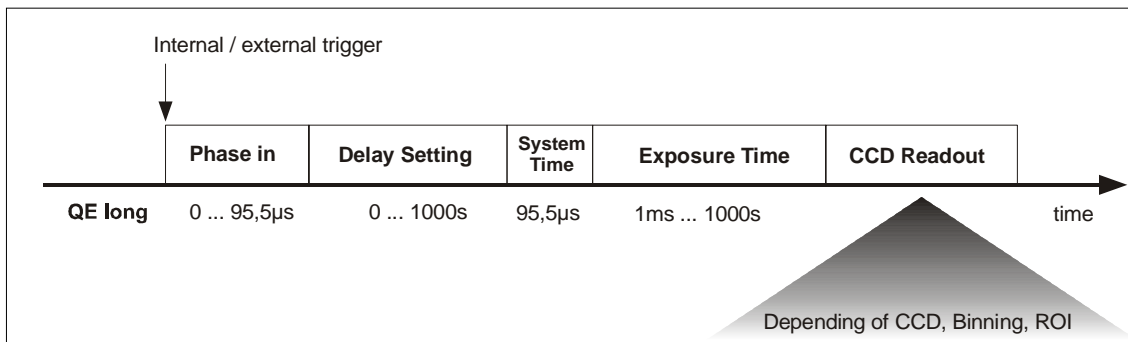 Internal / external trigger
Phase in
Delay Setting
System
Time
Exposure Time
CCD Readout
QE long
0 ... 95,5µs
0 ... 1000s
95,5µs
1ms ... 1000s
time
Depending of CCD, Binning, ROI